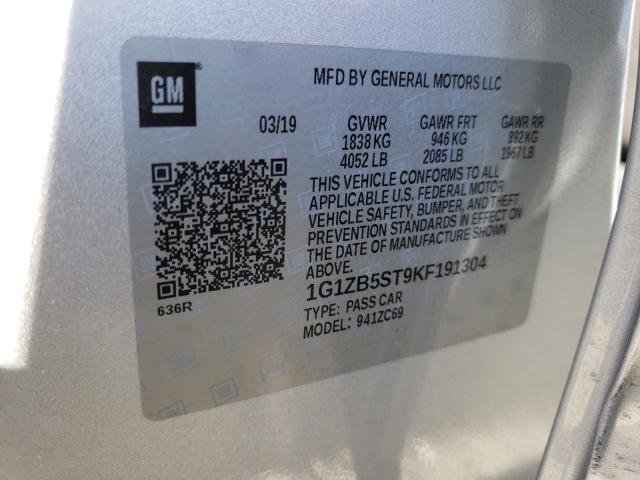 GM
MFD BY GENERAL MOTORS LLC
03/19 GVWR GAWR FRT GAWR RR
1838 KG 946 KG 892 KG
4052 LB 2085 LB 1967 LB
THIS VEHICLE CONFORMS TO ALL
APPLICABLE U.S. FEDERAL MOTOR
VEHICLE SAFETY, BUMPER, AND THEFT
PREVENTION STANDARDS IN EFFECT ON
THE DATE OF MANUFACTURE SHOWN
ABOVE.
1G1ZB5ST9KF191304
TYPE: PASS CAR
MODEL: 941ZC69
636R